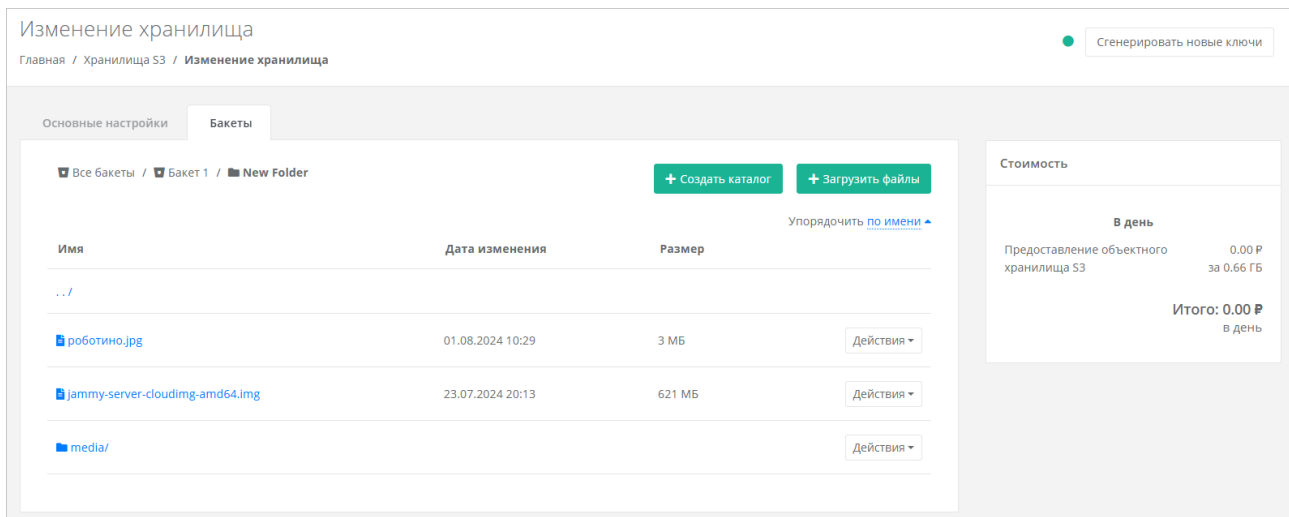 Изменение хранилища
Главная / Хранилища S3 / Изменение хранилища
Сгенерировать новые ключи
Основные настройки
Бакеты
Все бакеты / Бакет 1 / New Folder
+ Создать каталог
+ Загрузить файлы
Упорядочить по имени
Имя Дата изменения Размер
. . /
роботино.jpg 01.08.2024 10:29 3 МБ Действия
jammy-server-cloudimg-amd64.img 23.07.2024 20:13 621 МБ Действия
media/ Действия
Стоимость
В день
Предоставление объектного 0.00 ₽
хранилища S3 за 0.66 ГБ
Итого: 0.00 ₽
в день